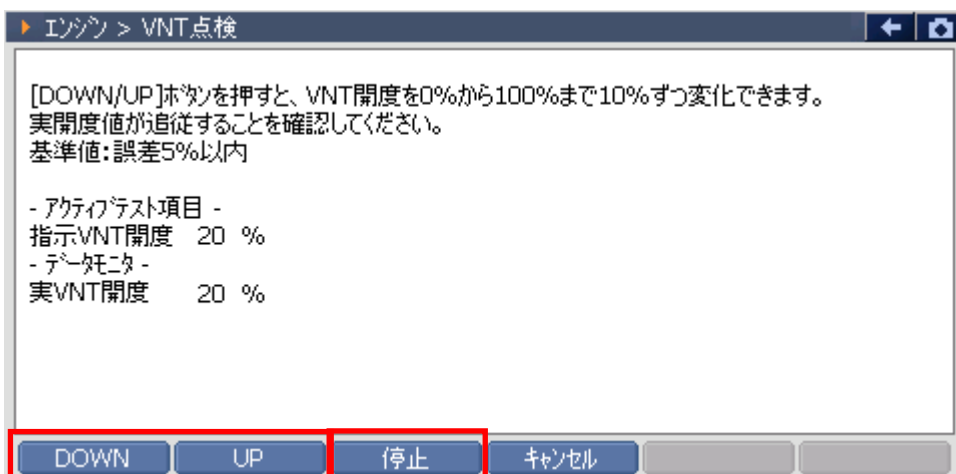 エンジン > VNT点検
[DOWN/UP]ボタンを押すと、VNT開度を0%から100%まで10%ずつ変化できます。
実開度値が追従することを確認してください。
基準値:誤差5%以内
- アクティブテスト項目 -
指示VNT開度 20 %
- データモニタ -
実VNT開度 20 %
DOWN UP 停止 キャンセル